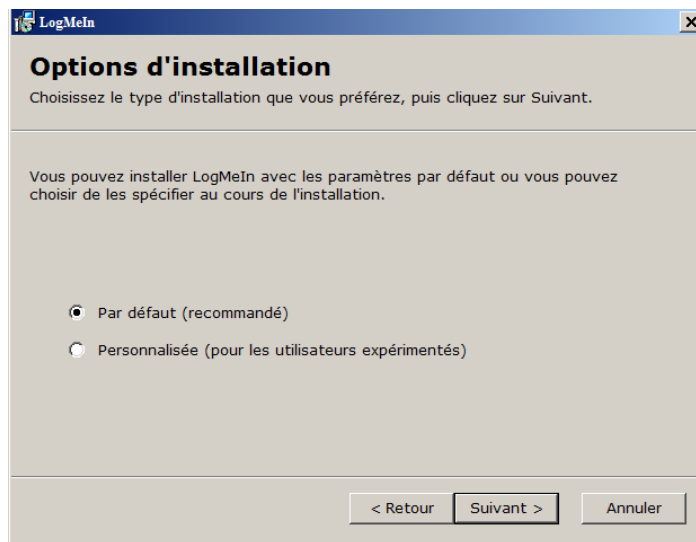 LogMeIn
Options d'installation
Choisissez le type d'installation que vous préférez, puis cliquez sur Suivant.
Vous pouvez installer LogMeIn avec les paramètres par défaut ou vous pouvez
choisir de les spécifier au cours de l'installation.
Par défaut (recommandé)
Personnalisée (pour les utilisateurs expérimentés)
< Retour
Suivant >
Annuler